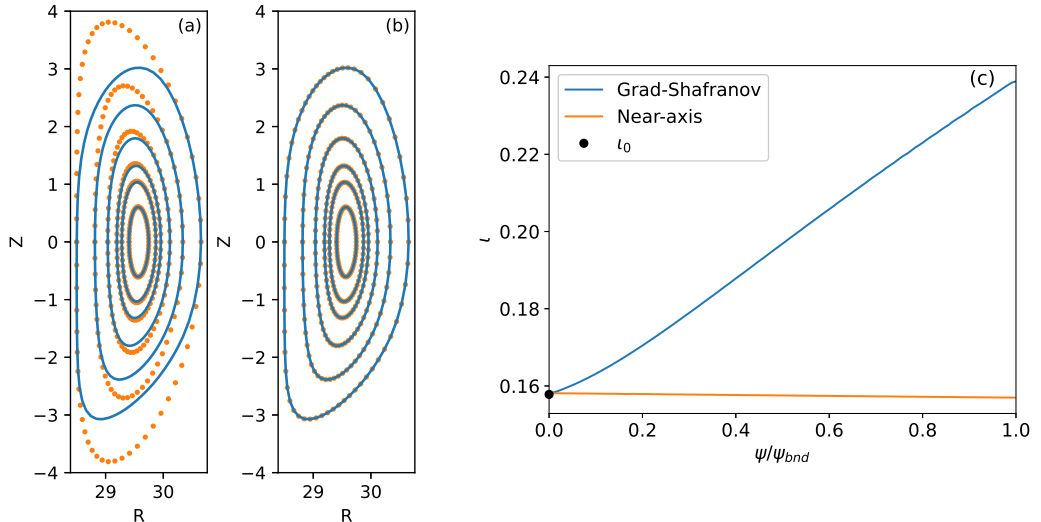 (a)
4
3
2
1
0
−1
−2
−3
−4
Z
29
30
R
(b)
4
3
2
1
0
−1
−2
−3
−4
Z
29
30
R
(c)
Grad-Shafranov
Near-axis
ι₀
0.24
0.22
0.20
0.18
0.16
ι
0.0 0.2 0.4 0.6 0.8 1.0
ψ/ψ_bnd